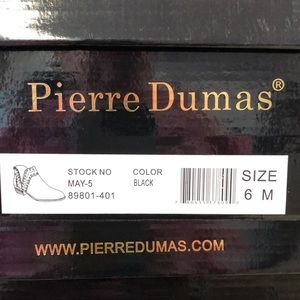 Pierre Dumas®
STOCK NO COLOR SIZE
MAY-5 BLACK
89801-401 6 M
WWW.PIERREDUMAS.COM